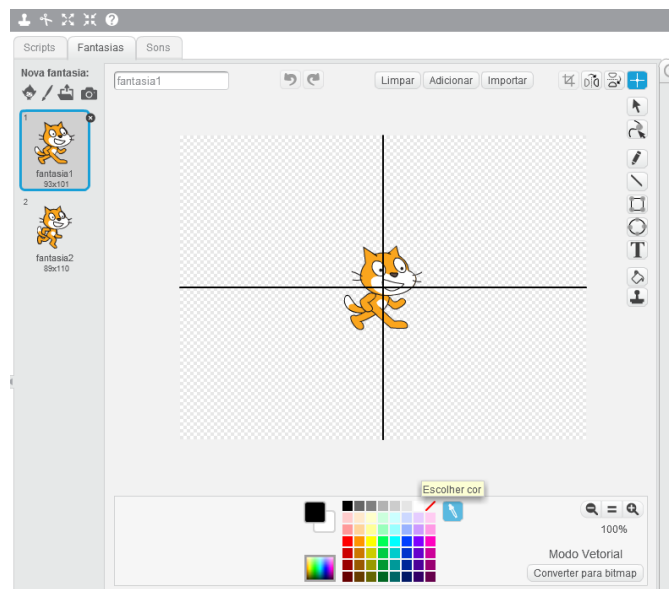 Scripts Fantasias Sons
Nova fantasia:
fantasia1
Limpar Adicionar Importar
1
fantasia1
93x101
2
fantasia2
89x110
T
Escolher cor
100%
Modo Vetorial
Converter para bitmap